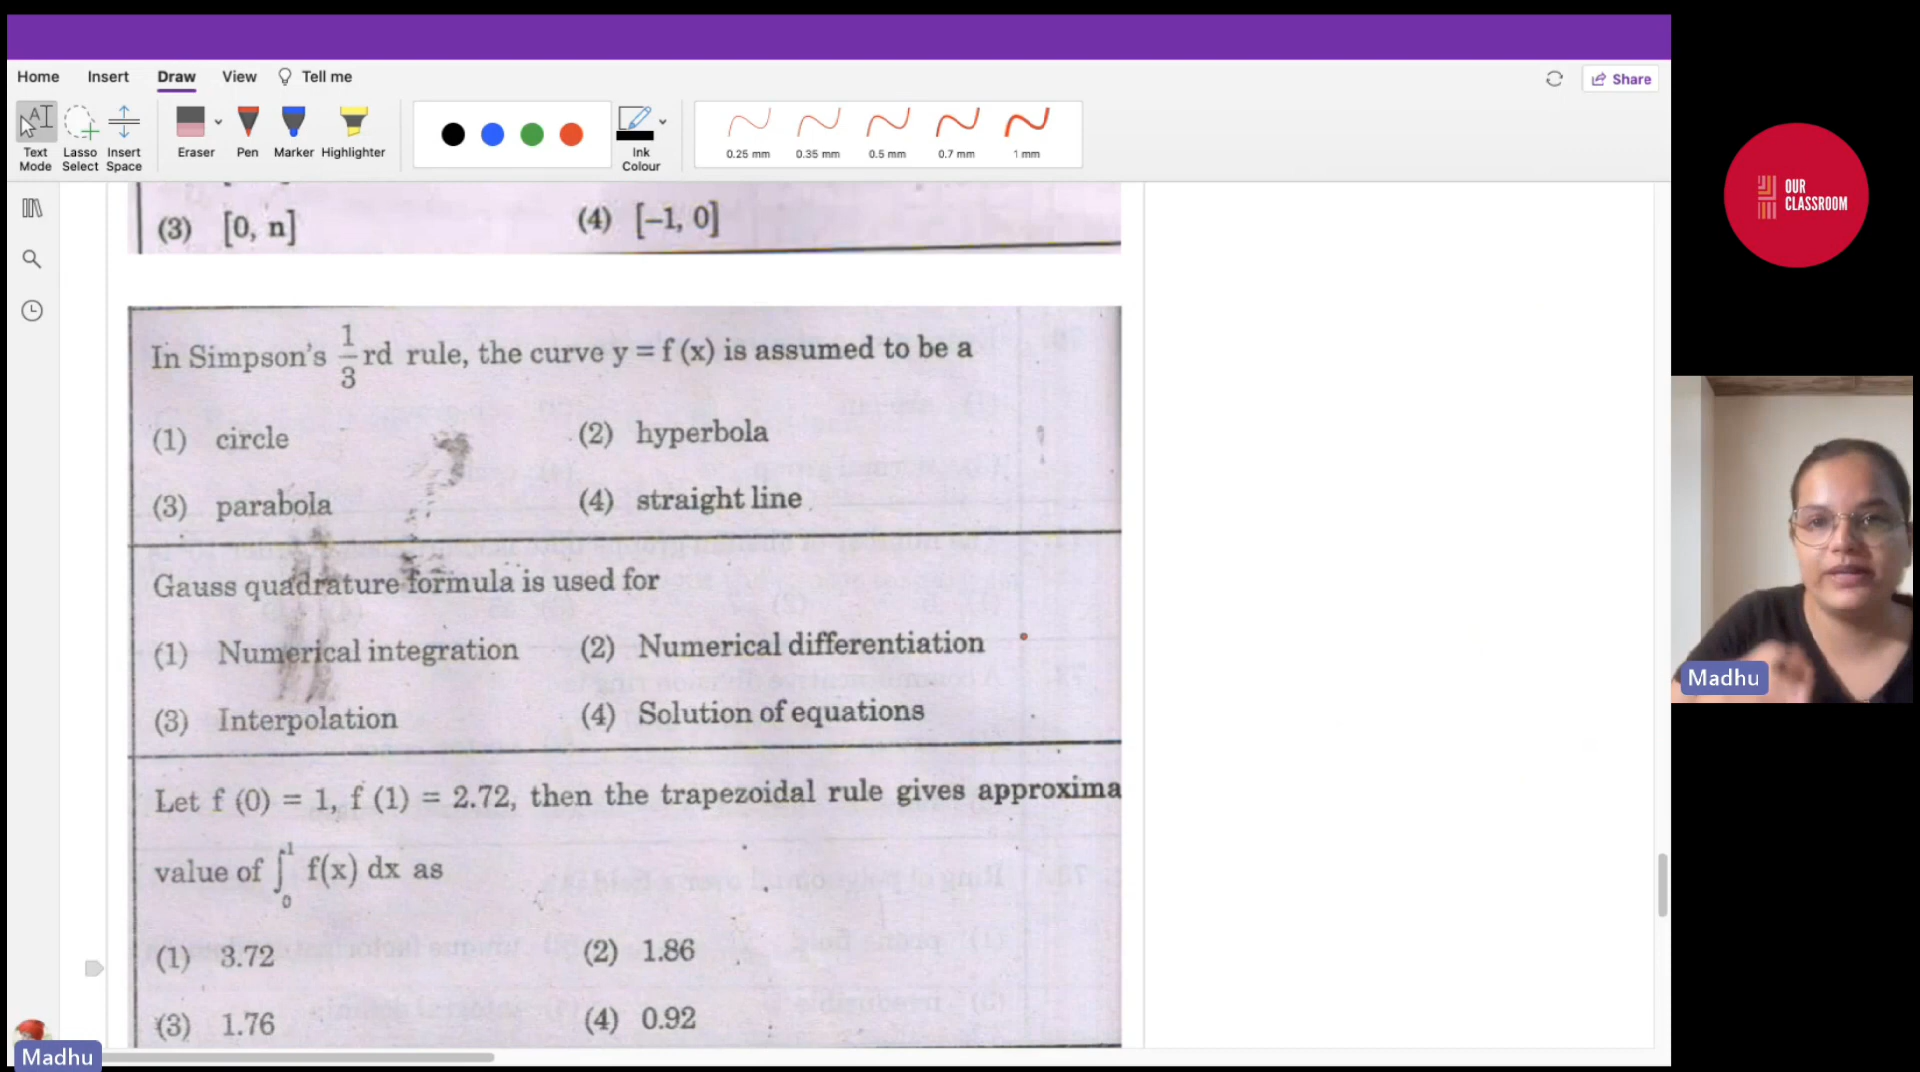 Home Insert Draw View Tell me
Share
Text Mode
Lasso Select
Insert Space
Eraser
Pen
Marker
Highlighter
Ink Colour
0.25 mm
0.35 mm
0.5 mm
0.7 mm
1 mm
OUR CLASSROOM
(3) [0, n] (4) [–1, 0]
In Simpson's 1/3 rd rule, the curve y = f (x) is assumed to be a
(1) circle (2) hyperbola
(3) parabola (4) straight line
Gauss quadrature formula is used for
(1) Numerical integration (2) Numerical differentiation
(3) Interpolation (4) Solution of equations
Let f (0) = 1, f (1) = 2.72, then the trapezoidal rule gives approxima
value of ∫₀¹ f(x) dx as
(1) 3.72 (2) 1.86
(3) 1.76 (4) 0.92
Madhu
Madhu